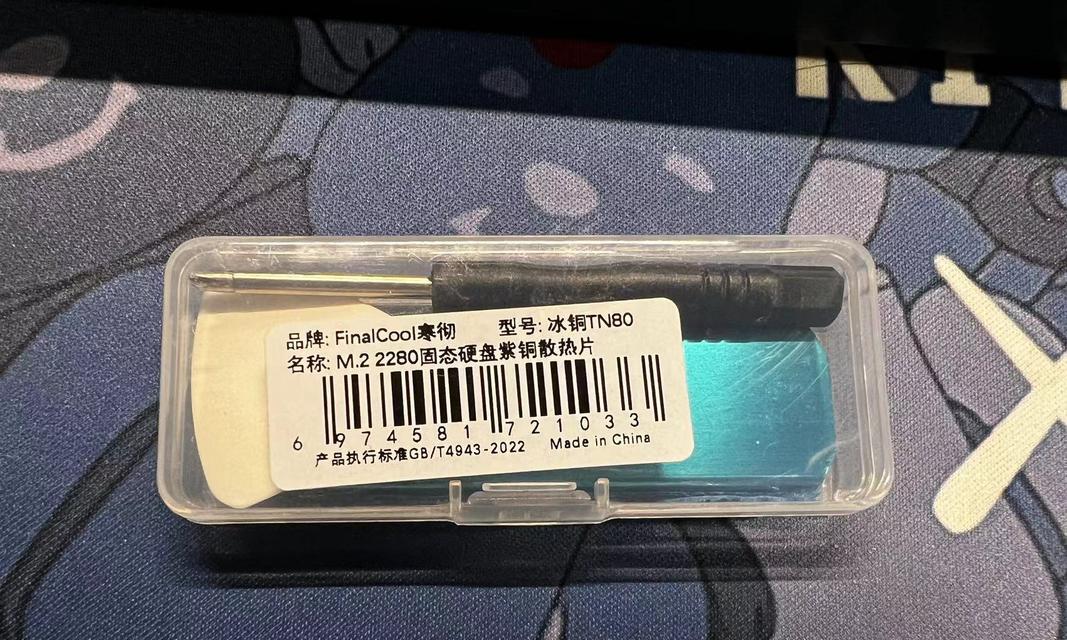 品牌: FinalCool寒彻 型号: 冰铜TN80
名称: M.2 2280固态硬盘紫铜散热片
6 974581 721033
产品执行标准GB/T4943-2022 Made in China